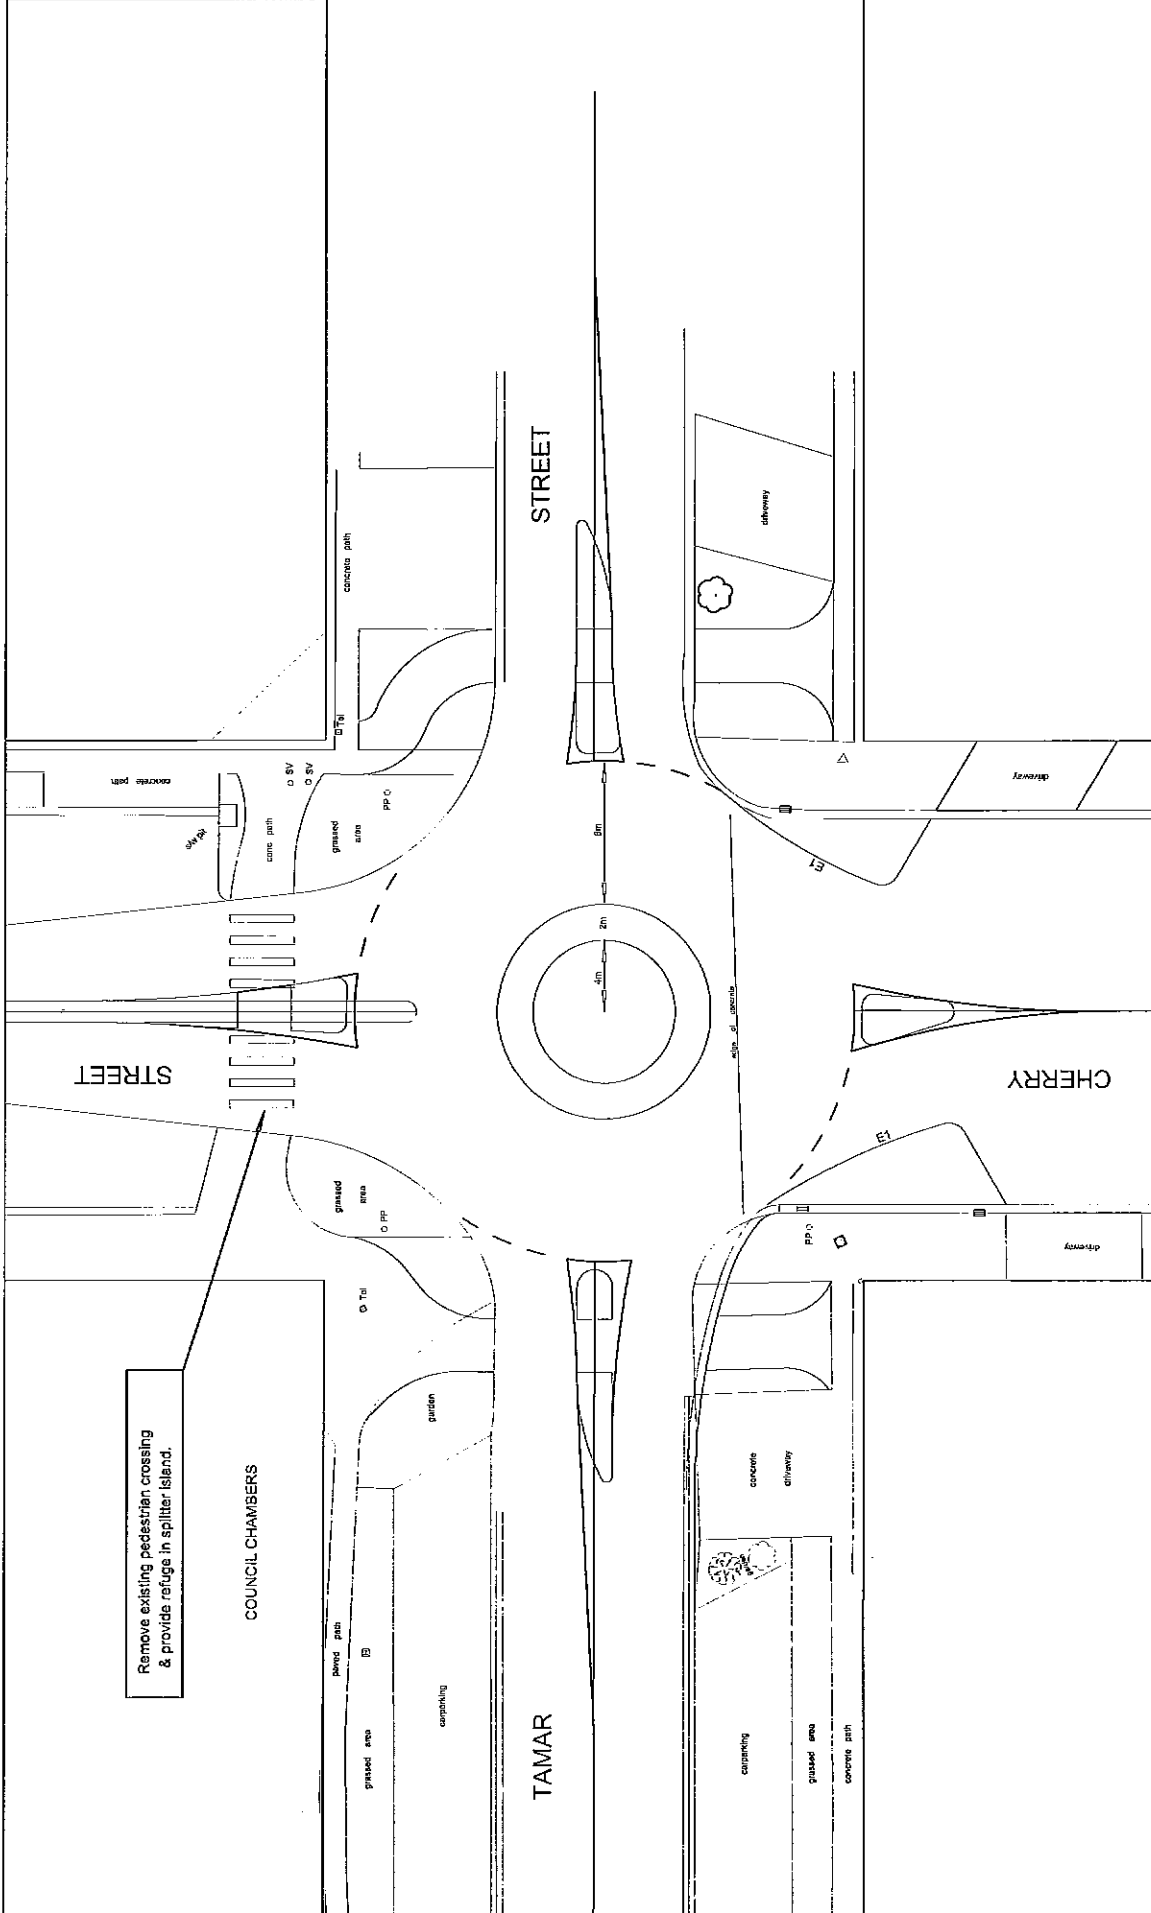 Remove existing pedestrian crossing
& provide refuge in splitter island.
COUNCIL CHAMBERS
TAMAR
STREET
CHERRY
STREET
paved path
grassed area
carparking
garden
Tel
grassed
area
PP
concrete path
s/w pit
conc path
SV
SV
grassed
area
PP
Tel
concrete path
8m
2m
4m
edge of concrete
driveway
driveway
E1
E1
PP
driveway
concrete
driveway
carparking
grassed area
concrete path